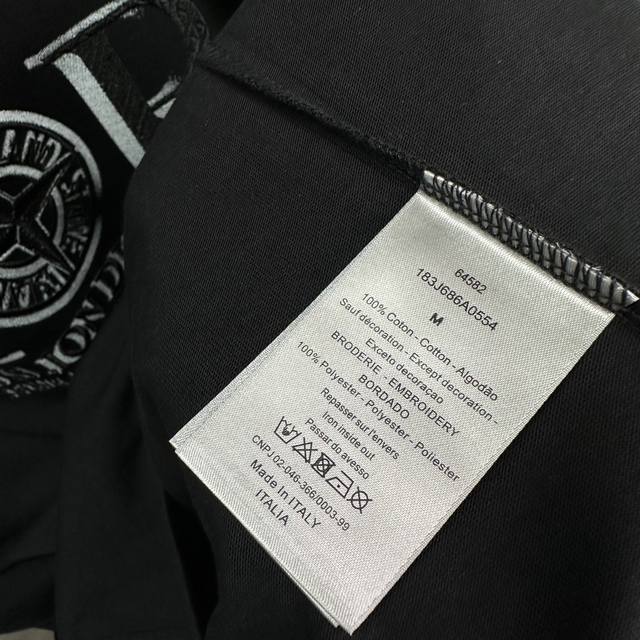 64582
183J686A0554
M
100% Coton - Cotton - Algodão
Sauf décoration - Except decoration -
Exceto decoraçao
BRODERIE - EMBROIDERY
BORDADO
100% Polyester - Polyester - Poliester
Repasser sur l'envers
Iron inside out
Passar do avesso
CNPJ 02-046-366/0003-99
Made In ITALY
ITALIA